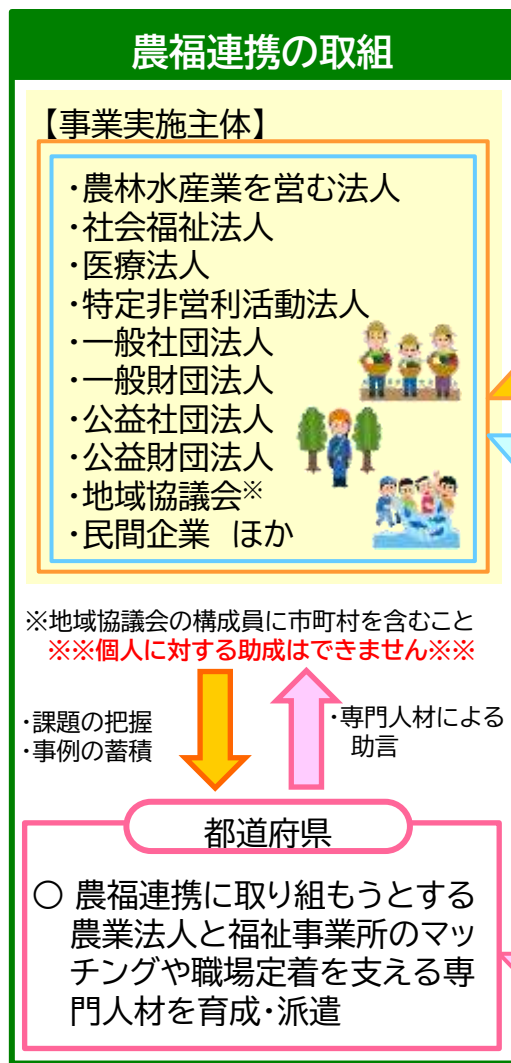 農福連携の取組
【事業実施主体】
・農林水産業を営む法人
・社会福祉法人
・医療法人
・特定非営利活動法人
・一般社団法人
・一般財団法人
・公益社団法人
・公益財団法人
・地域協議会※
・民間企業 ほか
※地域協議会の構成員に市町村を含むこと
※※個人に対する助成はできません※※
・課題の把握
・事例の蓄積
・専門人材による
助言
都道府県
○ 農福連携に取り組もうとする
農業法人と福祉事業所のマッ
チングや職場定着を支える専
門人材を育成・派遣